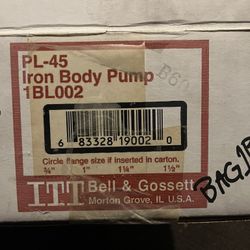 PL-45
Iron Body Pump
1BL002
B60
6 83328 19002 0
Circle flange size if inserted in carton.
¾" 1" 1¼" 1½"
ITT Bell & Gossett
Morton Grove, IL U.S.A.